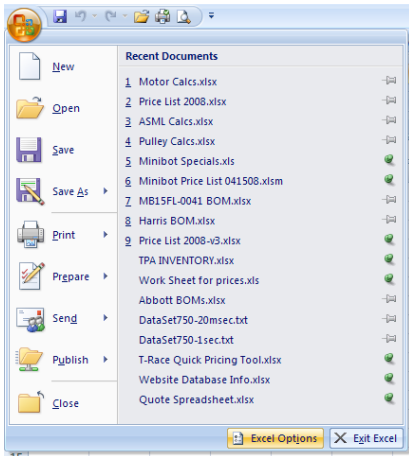 Recent Documents
New
Open
Save
Save As
Print
Prepare
Send
Publish
Close
1 Motor Calcs.xlsx
2 Price List 2008.xlsx
3 ASML Calcs.xlsx
4 Pulley Calcs.xlsx
5 Minibot Specials.xls
6 Minibot Price List 041508.xlsm
7 MB15FL-0041 BOM.xlsx
8 Harris BOM.xlsx
9 Price List 2008-v3.xlsx
TPA INVENTORY.xlsx
Work Sheet for prices.xls
Abbott BOMs.xlsx
DataSet750-20msec.txt
DataSet750-1sec.txt
T-Race Quick Pricing Tool.xlsx
Website Database Info.xlsx
Quote Spreadsheet.xlsx
Excel Options
Exit Excel